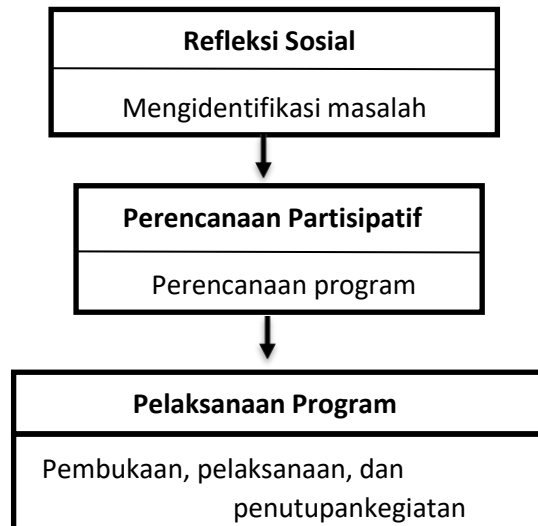 Refleksi Sosial
Mengidentifikasi masalah
Perencanaan Partisipatif
Perencanaan program
Pelaksanaan Program
Pembukaan, pelaksanaan, dan
penutupankegiatan